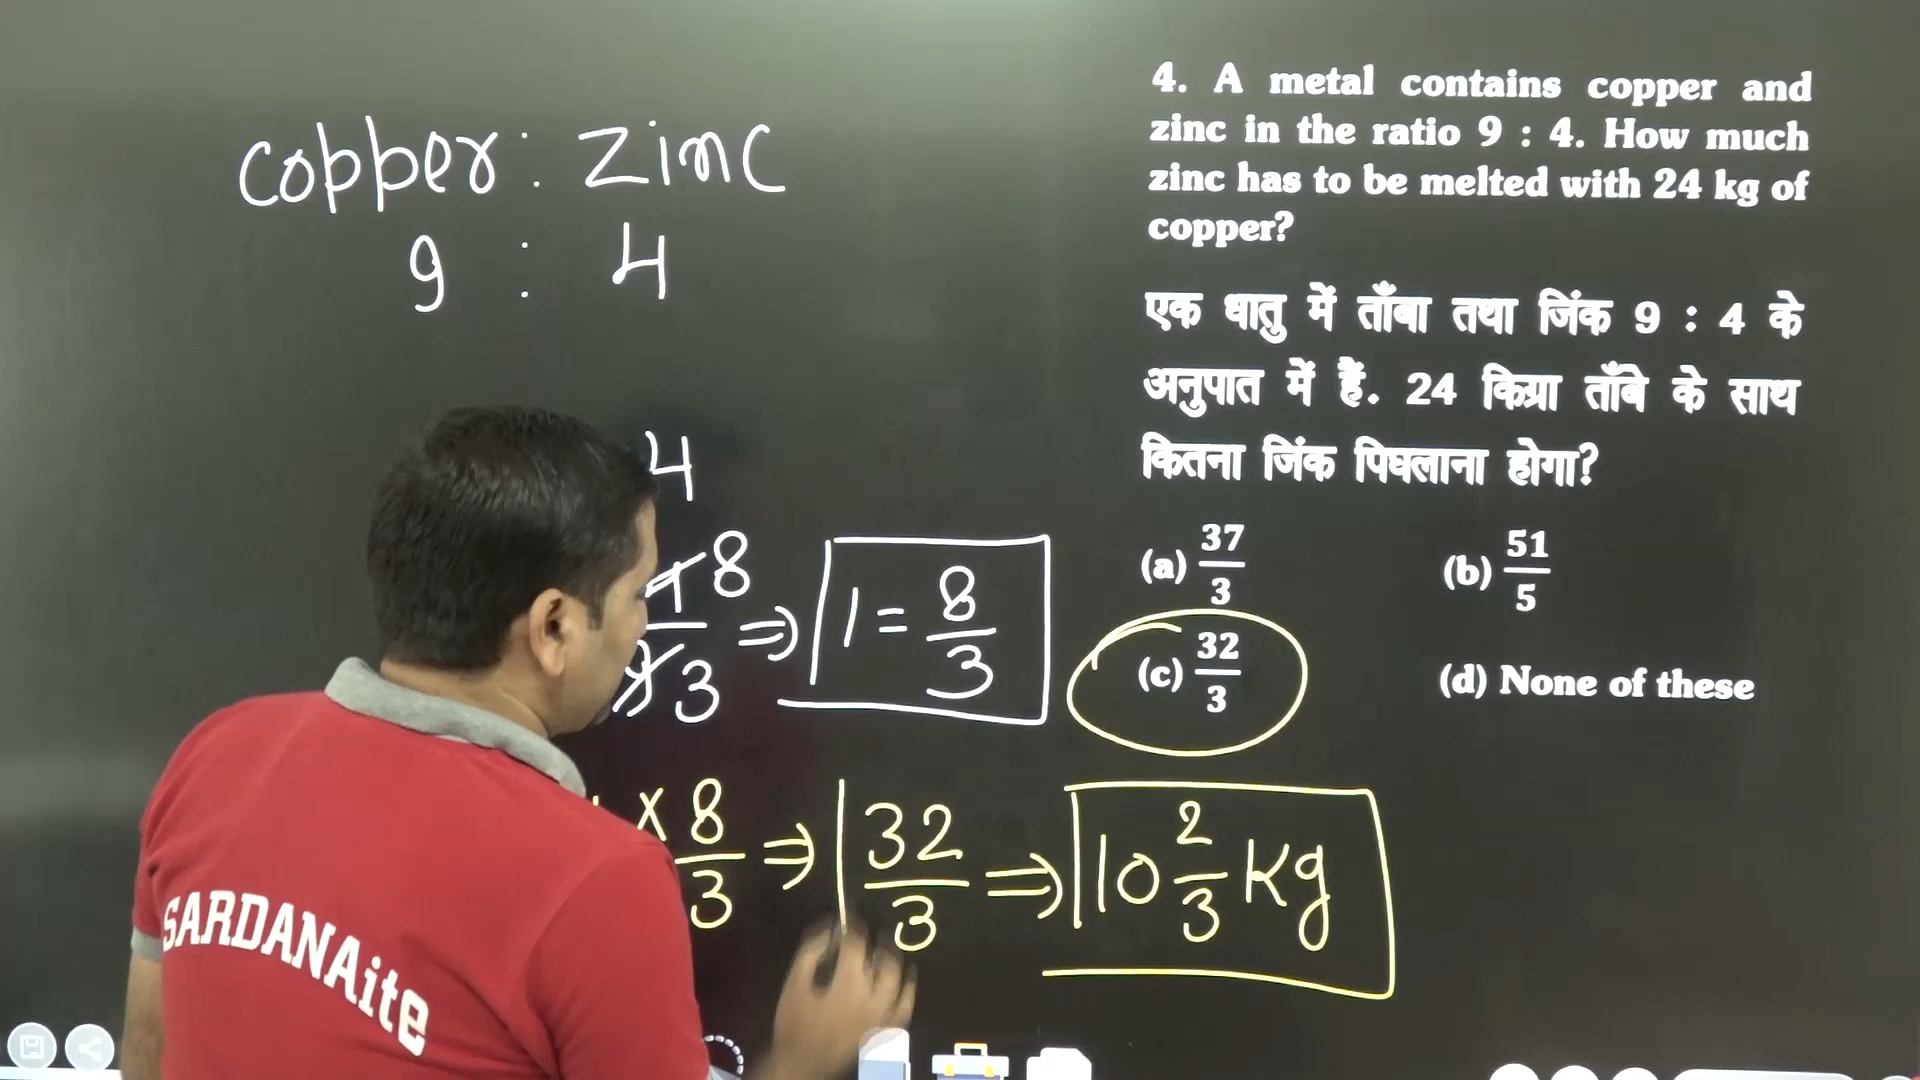 copper : zinc
9 : 4
4
8
3
⇒ 1 = 8/3
× 8/3 ⇒ 32/3 ⇒ 10 2/3 Kg
4. A metal contains copper and
zinc in the ratio 9 : 4. How much
zinc has to be melted with 24 kg of
copper?
एक धातु में ताँबा तथा जिंक 9 : 4 के
अनुपात में हैं. 24 किग्रा ताँबे के साथ
कितना जिंक पिघलाना होगा?
(a) 37/3 (b) 51/5
(c) 32/3 (d) None of these
SARDANAite